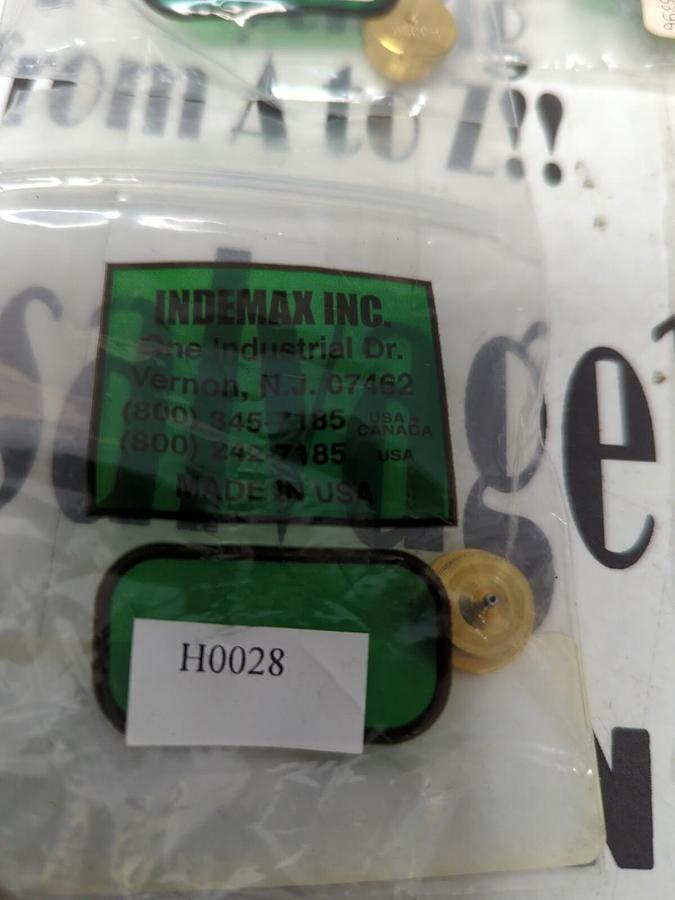 from A to Z!!
INDEMAX INC.
One Industrial Dr.
Vernon, N.J. 07462
(800) 345-7185 USA + CANADA
(800) 242-7185 USA
MADE IN USA
H0028
salvage
N